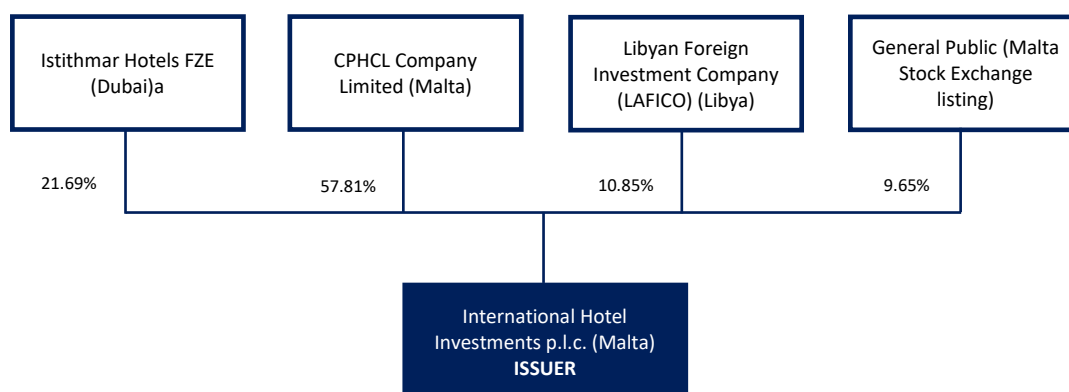 Istithmar Hotels FZE
(Dubai)a
CPHCL Company
Limited (Malta)
Libyan Foreign
Investment Company
(LAFICO) (Libya)
General Public (Malta
Stock Exchange
listing)
21.69%
57.81%
10.85%
9.65%
International Hotel
Investments p.l.c. (Malta)
ISSUER